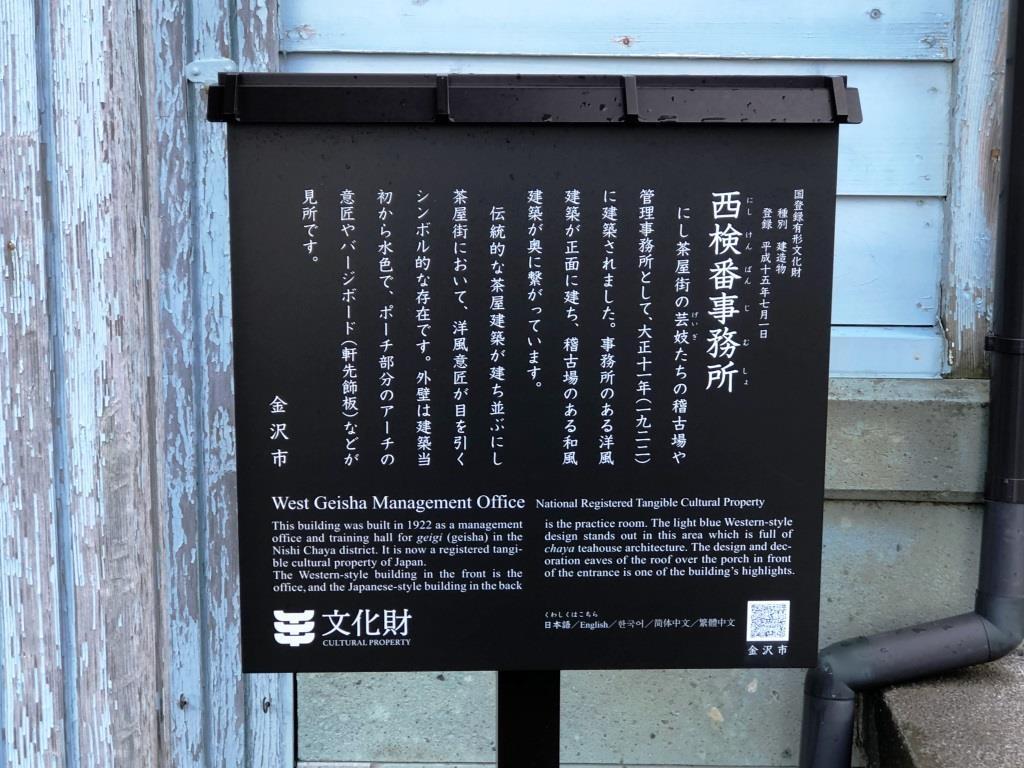 国登録有形文化財
種別 建造物
登録 平成十五年七月一日
にしけんばんじむしょ
西検番事務所
げいぎ
にし茶屋街の芸妓たちの稽古場や
管理事務所として、大正十一年（一九二二）
に建築されました。事務所のある洋風
建築が正面に建ち、稽古場のある和風
建築が奥に繋がっています。
伝統的な茶屋建築が建ち並ぶにし
茶屋街において、洋風意匠が目を引く
シンボル的な存在です。外壁は建築当
初から水色で、ポーチ部分のアーチの
意匠やバージボード（軒先飾板）などが
見所です。
金沢市
West Geisha Management Office National Registered Tangible Cultural Property
This building was built in 1922 as a management
office and training hall for geigi (geisha) in the
Nishi Chaya district. It is now a registered tangi-
ble cultural property of Japan.
The Western-style building in the front is the
office, and the Japanese-style building in the back
is the practice room. The light blue Western-style
design stands out in this area which is full of
chaya teahouse architecture. The design and dec-
oration eaves of the roof over the porch in front
of the entrance is one of the building's highlights.
文化財
CULTURAL PROPERTY
くわしくはこちら
日本語／English／한국어／简体中文／繁體中文
金沢市